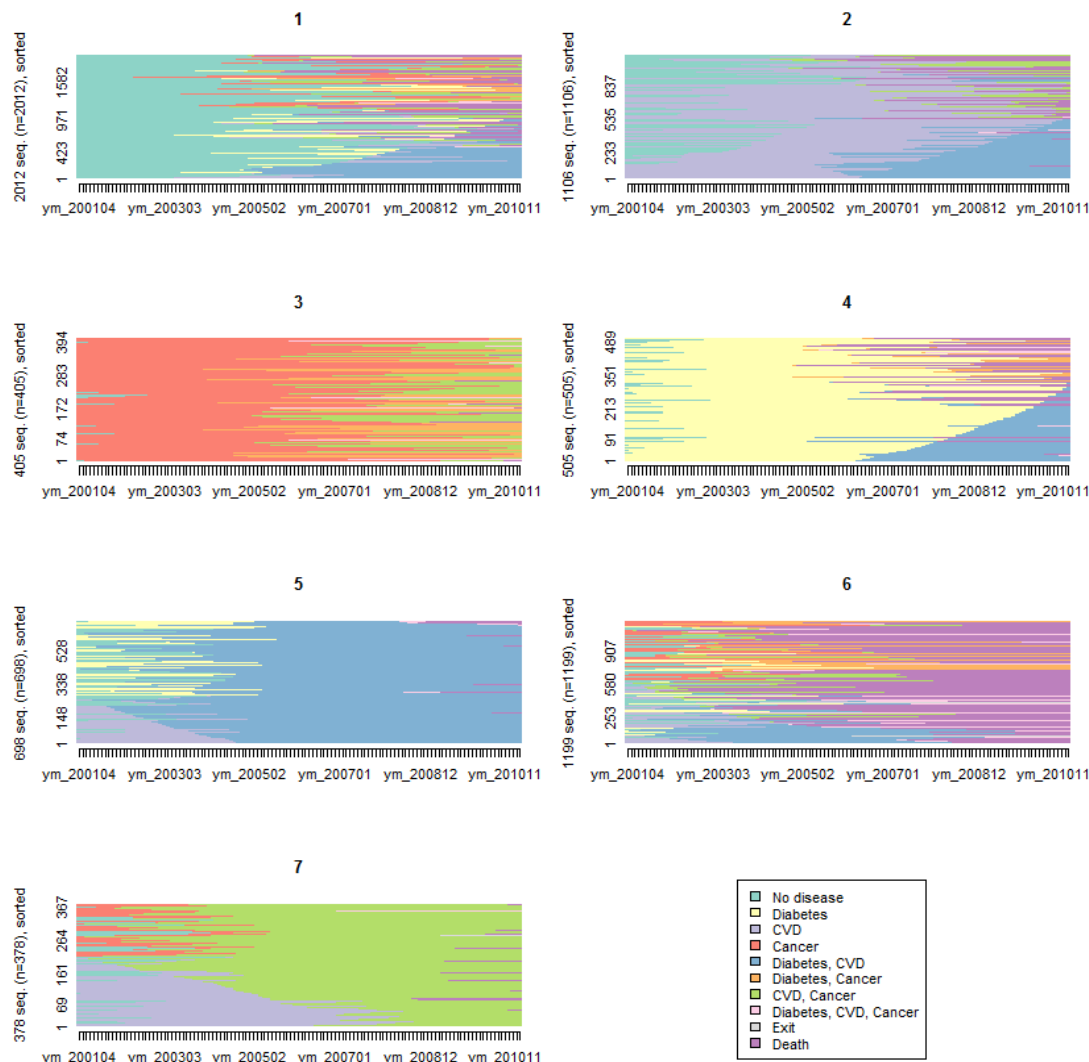 1
2012 seq. (n=2012), sorted
1 423 971 1582
ym_200104 ym_200303 ym_200502 ym_200701 ym_200812 ym_201011
2
1106 seq. (n=1106), sorted
1 233 535 837
ym_200104 ym_200303 ym_200502 ym_200701 ym_200812 ym_201011
3
405 seq. (n=405), sorted
1 74 172 283 394
ym_200104 ym_200303 ym_200502 ym_200701 ym_200812 ym_201011
4
505 seq. (n=505), sorted
1 91 213 351 489
ym_200104 ym_200303 ym_200502 ym_200701 ym_200812 ym_201011
5
698 seq. (n=698), sorted
1 148 338 528
ym_200104 ym_200303 ym_200502 ym_200701 ym_200812 ym_201011
6
1199 seq. (n=1199), sorted
1 253 580 907
ym_200104 ym_200303 ym_200502 ym_200701 ym_200812 ym_201011
7
378 seq. (n=378), sorted
1 69 161 264 367
ym_200104 ym_200303 ym_200502 ym_200701 ym_200812 ym_201011
No disease
Diabetes
CVD
Cancer
Diabetes, CVD
Diabetes, Cancer
CVD, Cancer
Diabetes, CVD, Cancer
Exit
Death